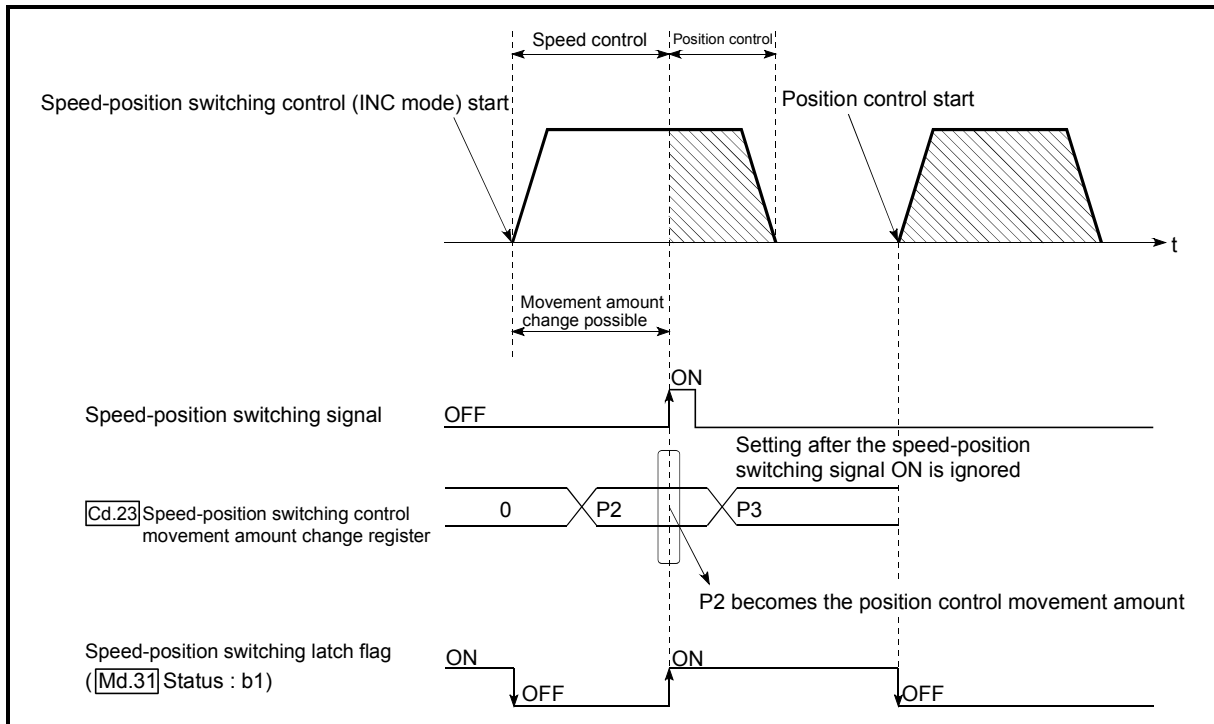 Speed control
Position control
Speed-position switching control (INC mode) start
Position control start
t
Movement amount
change possible
ON
Speed-position switching signal
OFF
Setting after the speed-position
switching signal ON is ignored
Cd.23 Speed-position switching control
movement amount change register
0
P2
P3
P2 becomes the position control movement amount
Speed-position switching latch flag
( Md.31 Status : b1)
ON
OFF
ON
OFF